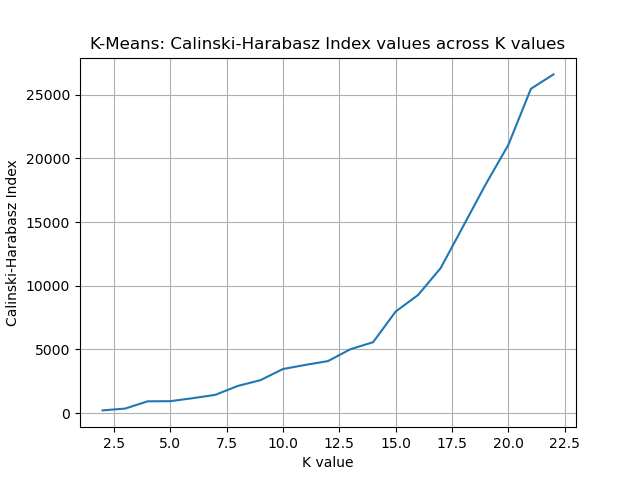 K-Means: Calinski-Harabasz Index values across K values
25000
20000
15000
10000
5000
0
Calinski-Harabasz Index
2.5 5.0 7.5 10.0 12.5 15.0 17.5 20.0 22.5
K value